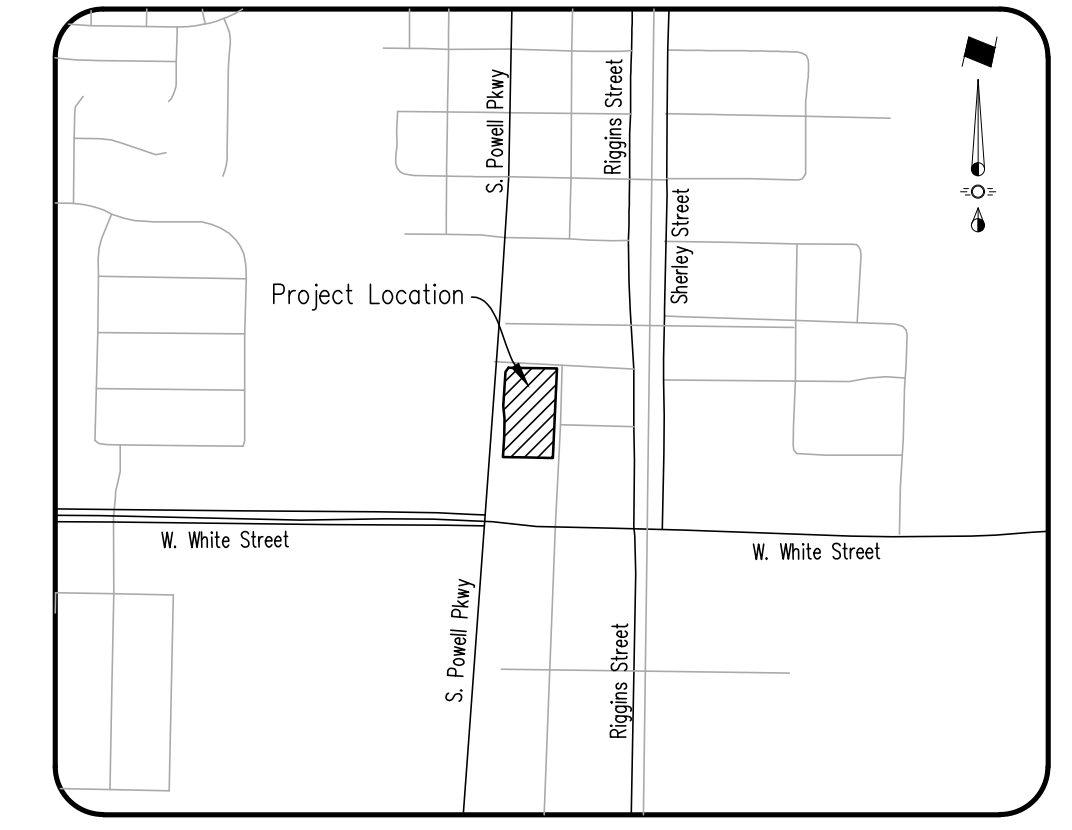 S. Powell Pkwy
Riggins Street
Sherley Street
Project Location
W. White Street
W. White Street
S. Powell Pkwy
Riggins Street